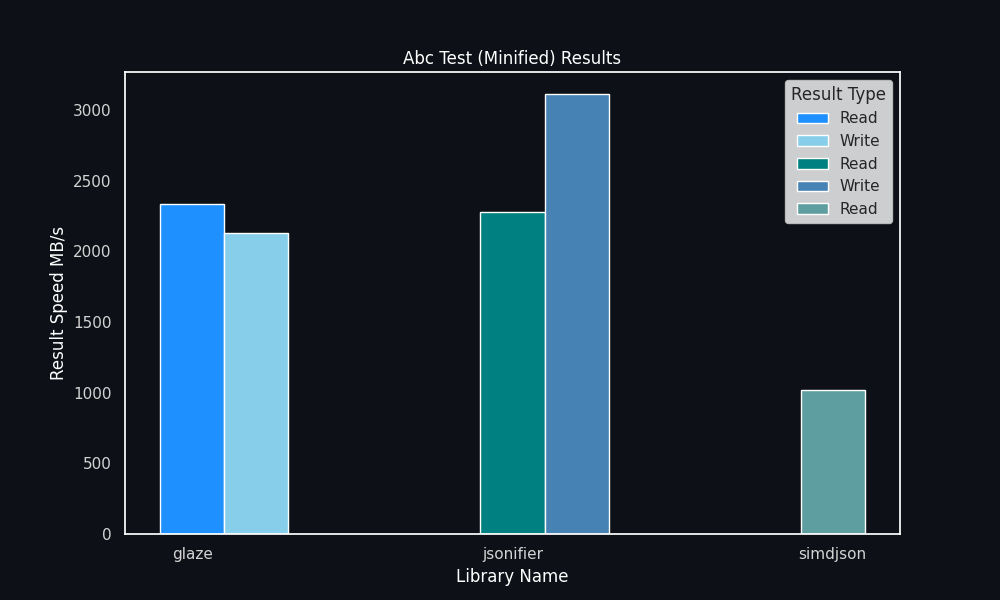 Abc Test (Minified) Results
Result Type
Read
Write
Read
Write
Read
Result Speed MB/s
3000
2500
2000
1500
1000
500
0
glaze
jsonifier
simdjson
Library Name